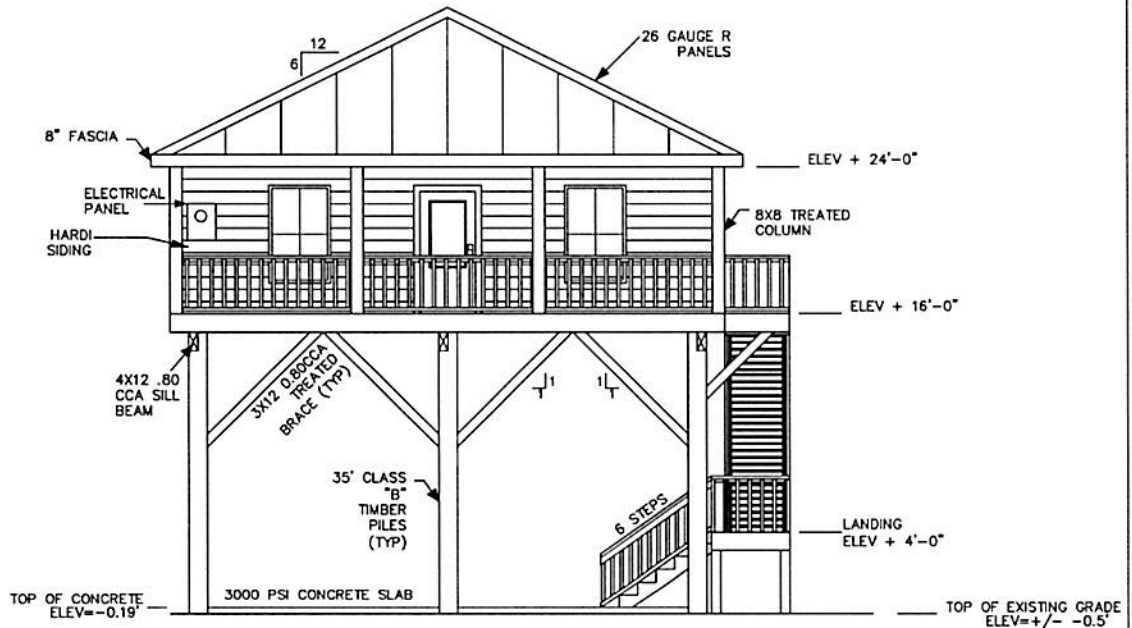 12
6
26 GAUGE R
PANELS
8" FASCIA
ELEV + 24'-0"
ELECTRICAL
PANEL
HARDI
SIDING
8X8 TREATED
COLUMN
ELEV + 16'-0"
4X12 .80
CCA SILL
BEAM
3X12 0.80CCA
TREATED
BRACE (TYP)
1
1
1
1
35' CLASS
"B"
TIMBER
PILES
(TYP)
6 STEPS
LANDING
ELEV + 4'-0"
3000 PSI CONCRETE SLAB
TOP OF CONCRETE
ELEV=-0.19'
TOP OF EXISTING GRADE
ELEV=+/- -0.5'